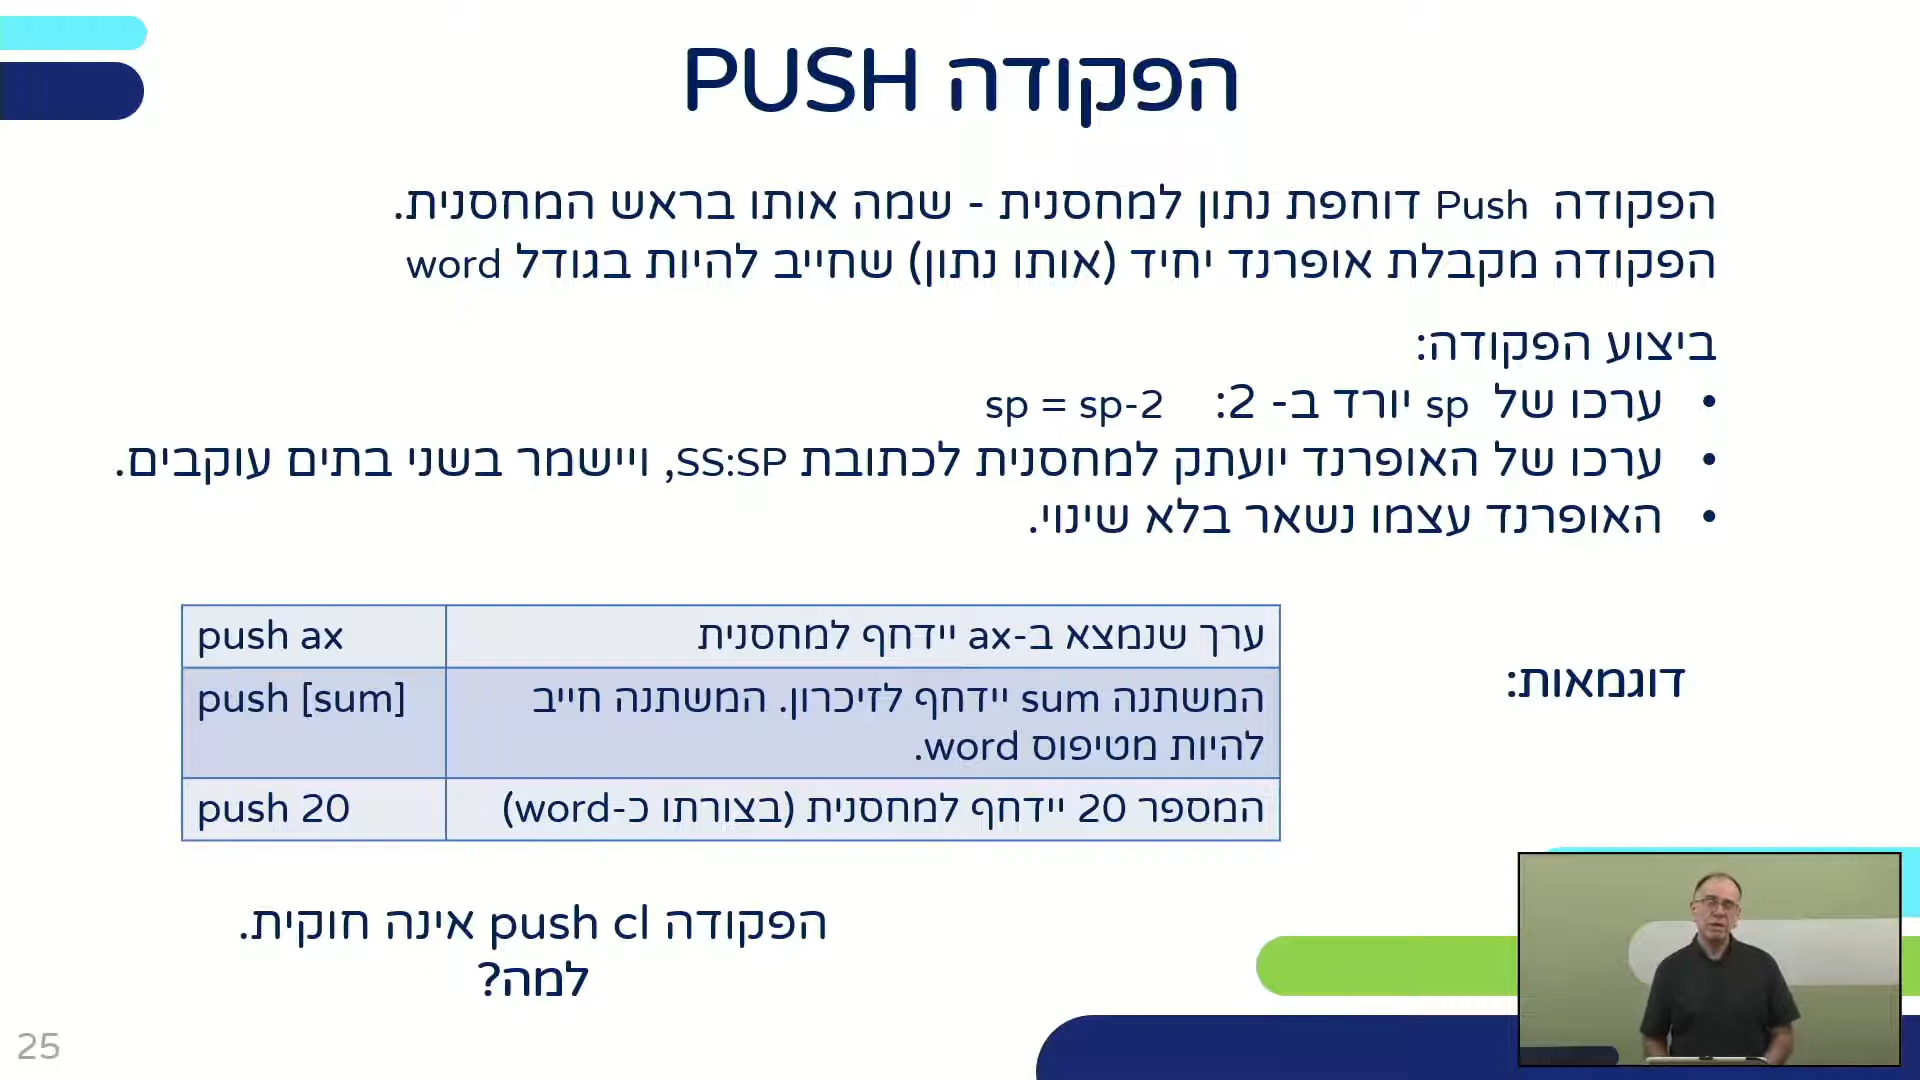 הפקודה PUSH
הפקודה Push דוחפת נתון למחסנית - שמה אותו בראש המחסנית.
הפקודה מקבלת אופרנד יחיד (אותו נתון) שחייב להיות בגודל word
ביצוע הפקודה:
• ערכו של sp יורד ב- 2: sp = sp-2
• ערכו של האופרנד יועתק למחסנית לכתובת SS:SP, ויישמר בשני בתים עוקבים.
• האופרנד עצמו נשאר בלא שינוי.
דוגמאות:
push ax
ערך שנמצא ב-ax יידחף למחסנית
push [sum]
המשתנה sum יידחף לזיכרון. המשתנה חייב
להיות מטיפוס word.
push 20
המספר 20 יידחף למחסנית (בצורתו כ-word)
הפקודה push cl אינה חוקית.
למה?
25